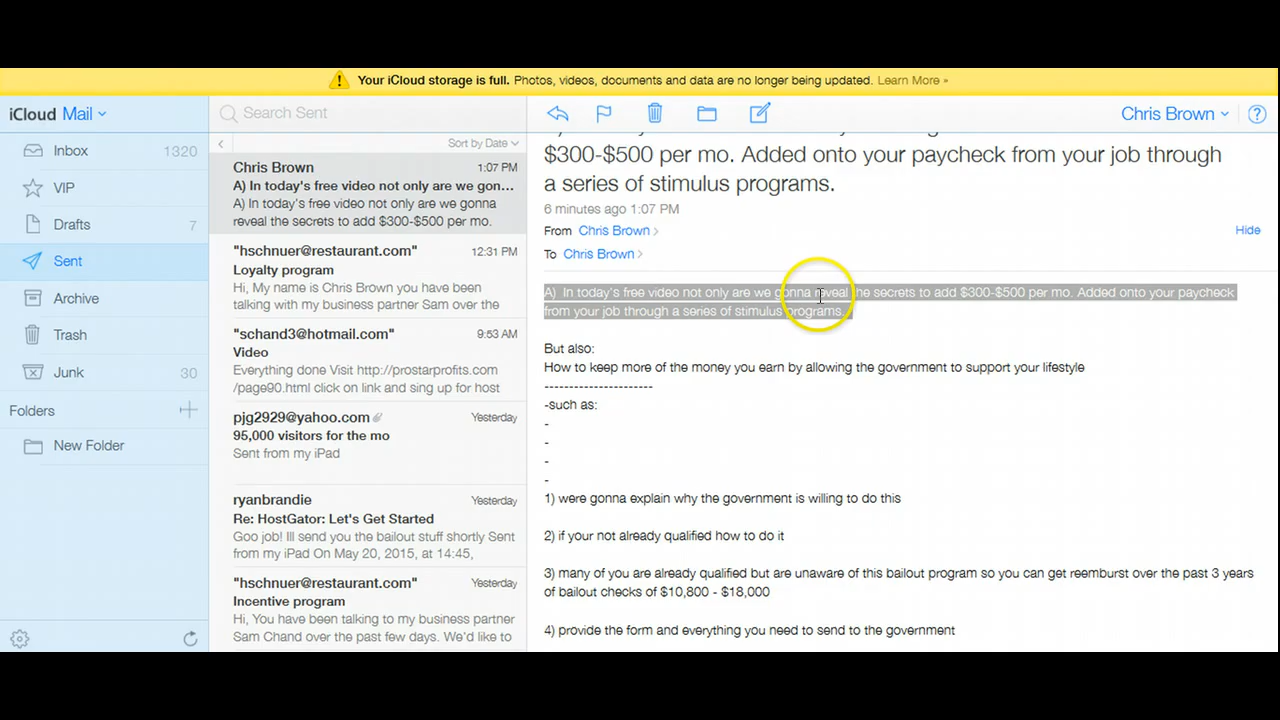 Your iCloud storage is full. Photos, videos, documents and data are no longer being updated. Learn More »
iCloud Mail
Inbox 1320
VIP
Drafts 7
Sent
Archive
Trash
Junk 30
Folders
New Folder
Search Sent
Sort by Date
Chris Brown 1:07 PM
A) In today's free video not only are we gon...
A) In today's free video not only are we gonna
reveal the secrets to add $300-$500 per mo.
"hschnuer@restaurant.com" 12:31 PM
Loyalty program
Hi, My name is Chris Brown you have been
talking with my business partner Sam over the
"schand3@hotmail.com" 9:53 AM
Video
Everything done Visit http://prostarprofits.com
/page90.html click on link and sing up for host
pjg2929@yahoo.com Yesterday
95,000 visitors for the mo
Sent from my iPad
ryanbrandie Yesterday
Re: HostGator: Let's Get Started
Goo job! Ill send you the bailout stuff shortly Sent
from my iPad On May 20, 2015, at 14:45,
"hschnuer@restaurant.com" Yesterday
Incentive program
Hi, You have been talking to my business partner
Sam Chand over the past few days. We'd like to
Chris Brown
$300-$500 per mo. Added onto your paycheck from your job through
a series of stimulus programs.
6 minutes ago 1:07 PM
From Chris Brown
Hide
To Chris Brown
A) In today's free video not only are we gonna reveal the secrets to add $300-$500 per mo. Added onto your paycheck
from your job through a series of stimulus programs.
But also:
How to keep more of the money you earn by allowing the government to support your lifestyle
----------------------
-such as:
-
-
-
-
1) were gonna explain why the government is willing to do this
2) if your not already qualified how to do it
3) many of you are already qualified but are unaware of this bailout program so you can get reemburst over the past 3 years
of bailout checks of $10,800 - $18,000
4) provide the form and everything you need to send to the government